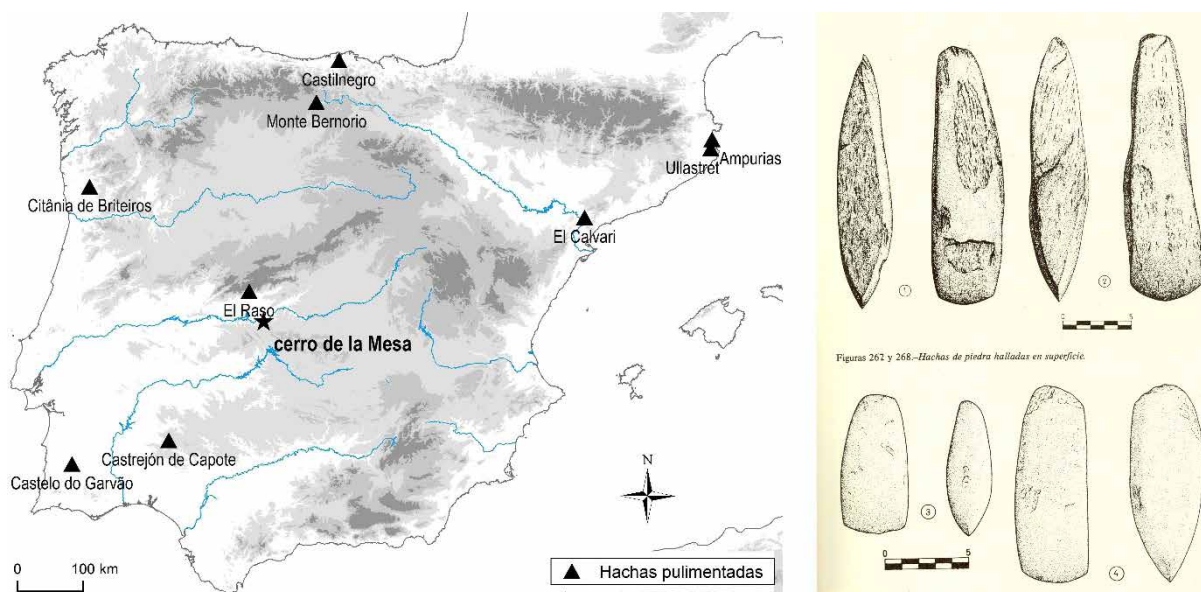 Castilnegro
Monte Bernorio
Ampurias
Ullastret
Citânia de Briteiros
El Calvari
El Raso
cerro de la Mesa
Castrejón de Capote
Castelo do Garvão
N
0 100 km
Hachas pulimentadas
1
2
0 5
Figuras 267 y 268.—Hachas de piedra halladas en superficie.
3
0 5
4